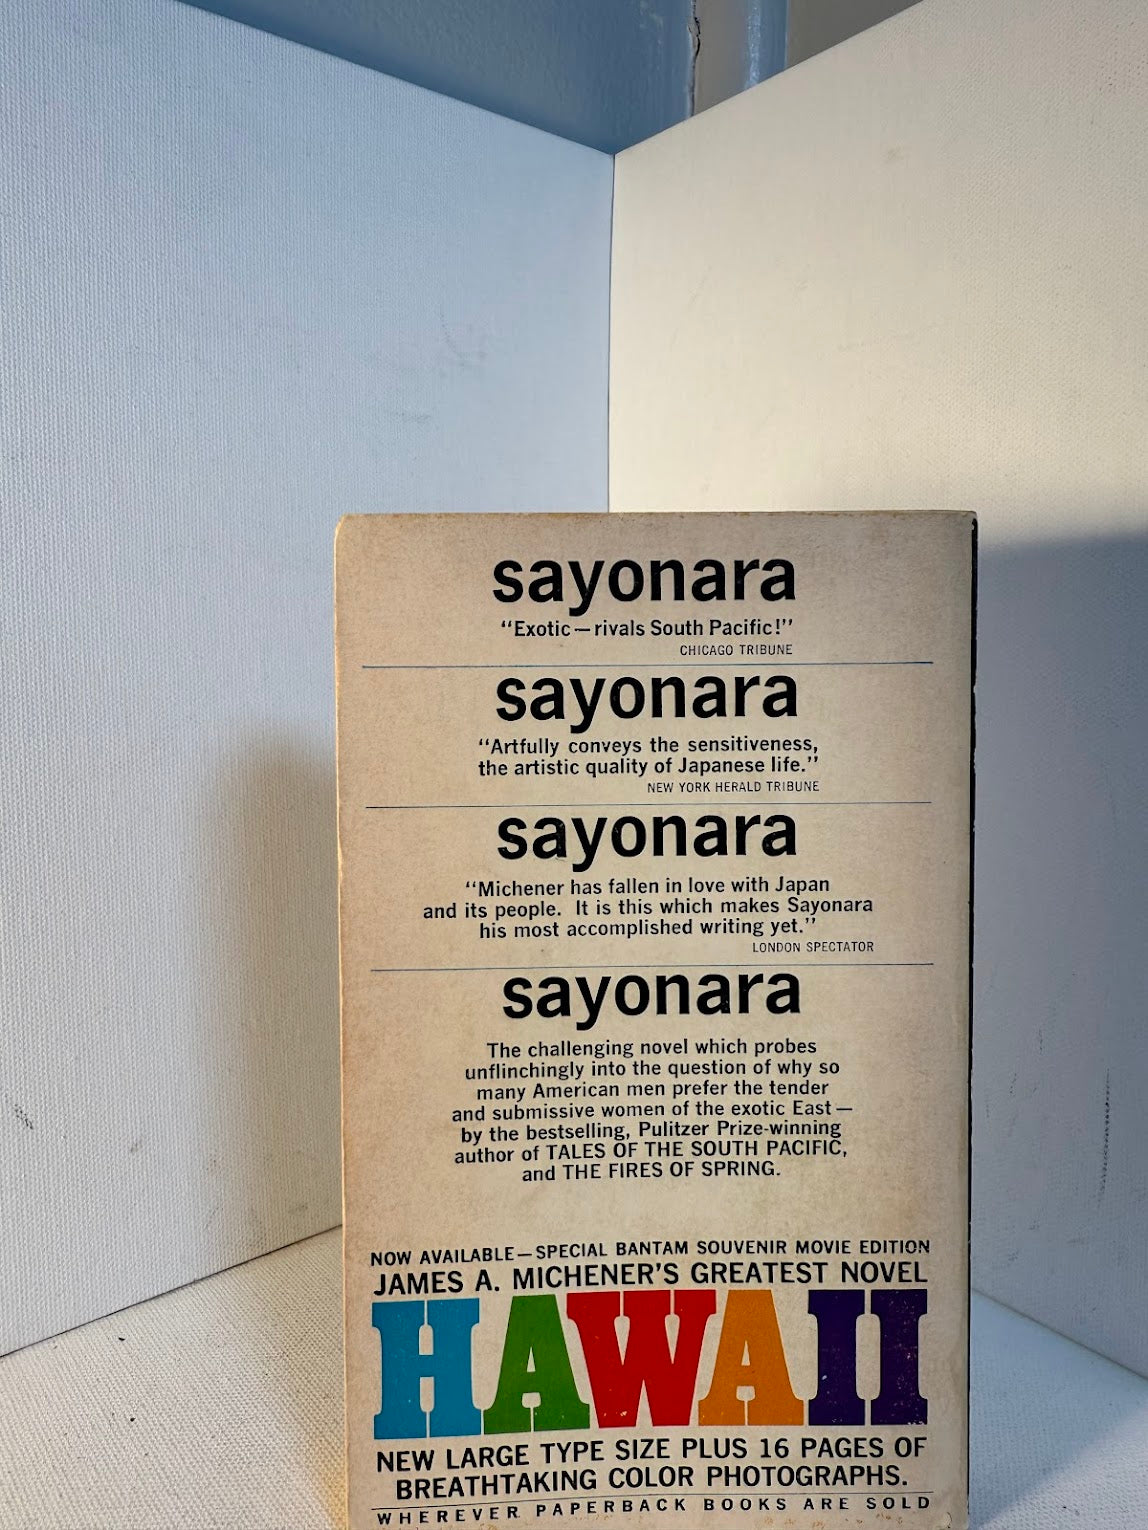 sayonara
“Exotic—rivals South Pacific!”
CHICAGO TRIBUNE
sayonara
“Artfully conveys the sensitiveness,
the artistic quality of Japanese life.”
NEW YORK HERALD TRIBUNE
sayonara
“Michener has fallen in love with Japan
and its people. It is this which makes Sayonara
his most accomplished writing yet.”
LONDON SPECTATOR
sayonara
The challenging novel which probes
unflinchingly into the question of why so
many American men prefer the tender
and submissive women of the exotic East—
by the bestselling, Pulitzer Prize-winning
author of TALES OF THE SOUTH PACIFIC,
and THE FIRES OF SPRING.
NOW AVAILABLE—SPECIAL BANTAM SOUVENIR MOVIE EDITION
JAMES A. MICHENER'S GREATEST NOVEL
HAWAII
NEW LARGE TYPE SIZE PLUS 16 PAGES OF
BREATHTAKING COLOR PHOTOGRAPHS.
WHEREVER PAPERBACK BOOKS ARE SOLD